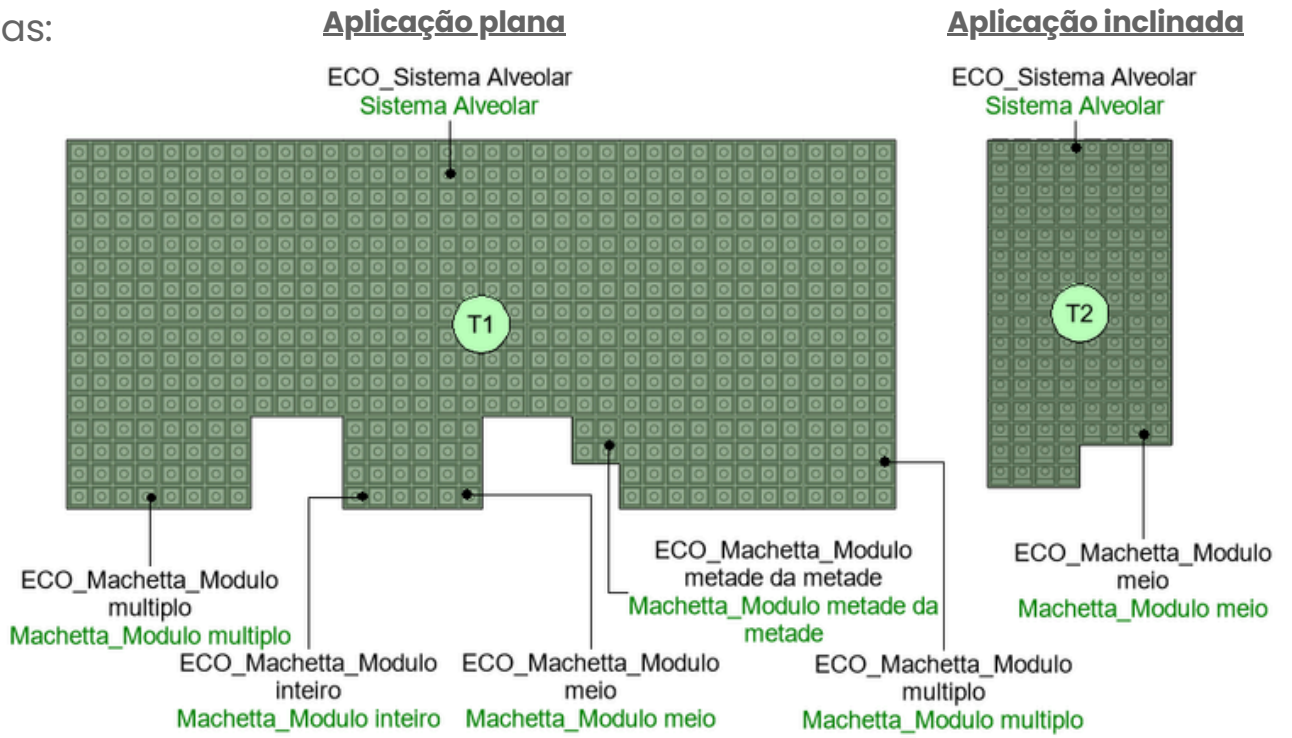 as:
Aplicação plana
Aplicação inclinada
ECO_Sistema Alveolar
Sistema Alveolar
ECO_Sistema Alveolar
Sistema Alveolar
T1
T2
ECO_Machetta_Modulo
multiplo
Machetta_Modulo multiplo
ECO_Machetta_Modulo
inteiro
Machetta_Modulo inteiro
ECO_Machetta_Modulo
meio
Machetta_Modulo meio
ECO_Machetta_Modulo
metade da metade
Machetta_Modulo metade da
metade
ECO_Machetta_Modulo
multiplo
Machetta_Modulo multiplo
ECO_Machetta_Modulo
meio
Machetta_Modulo meio